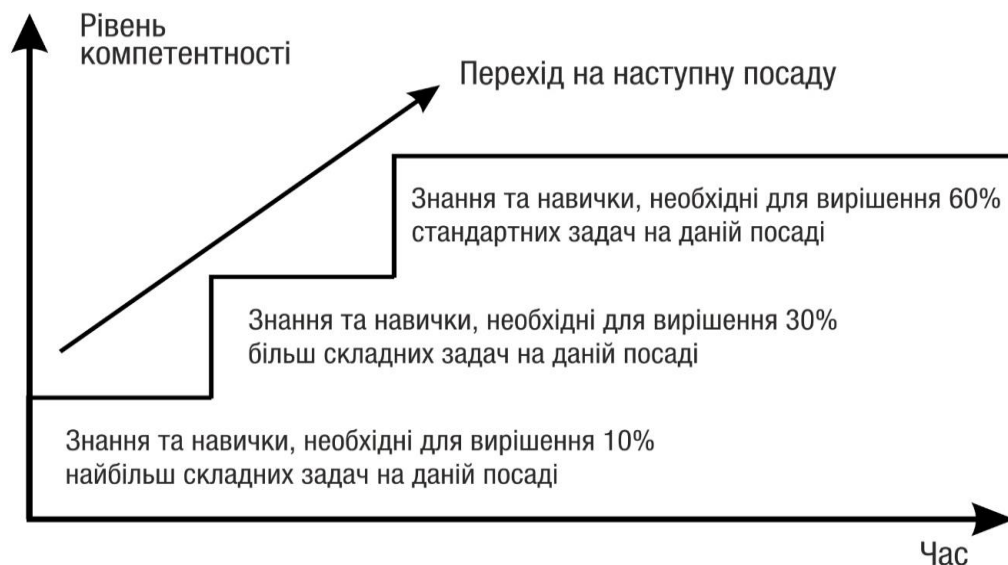 Рівень
компетентності
Перехід на наступну посаду
Знання та навички, необхідні для вирішення 60%
стандартних задач на даній посаді
Знання та навички, необхідні для вирішення 30%
більш складних задач на даній посаді
Знання та навички, необхідні для вирішення 10%
найбільш складних задач на даній посаді
Час